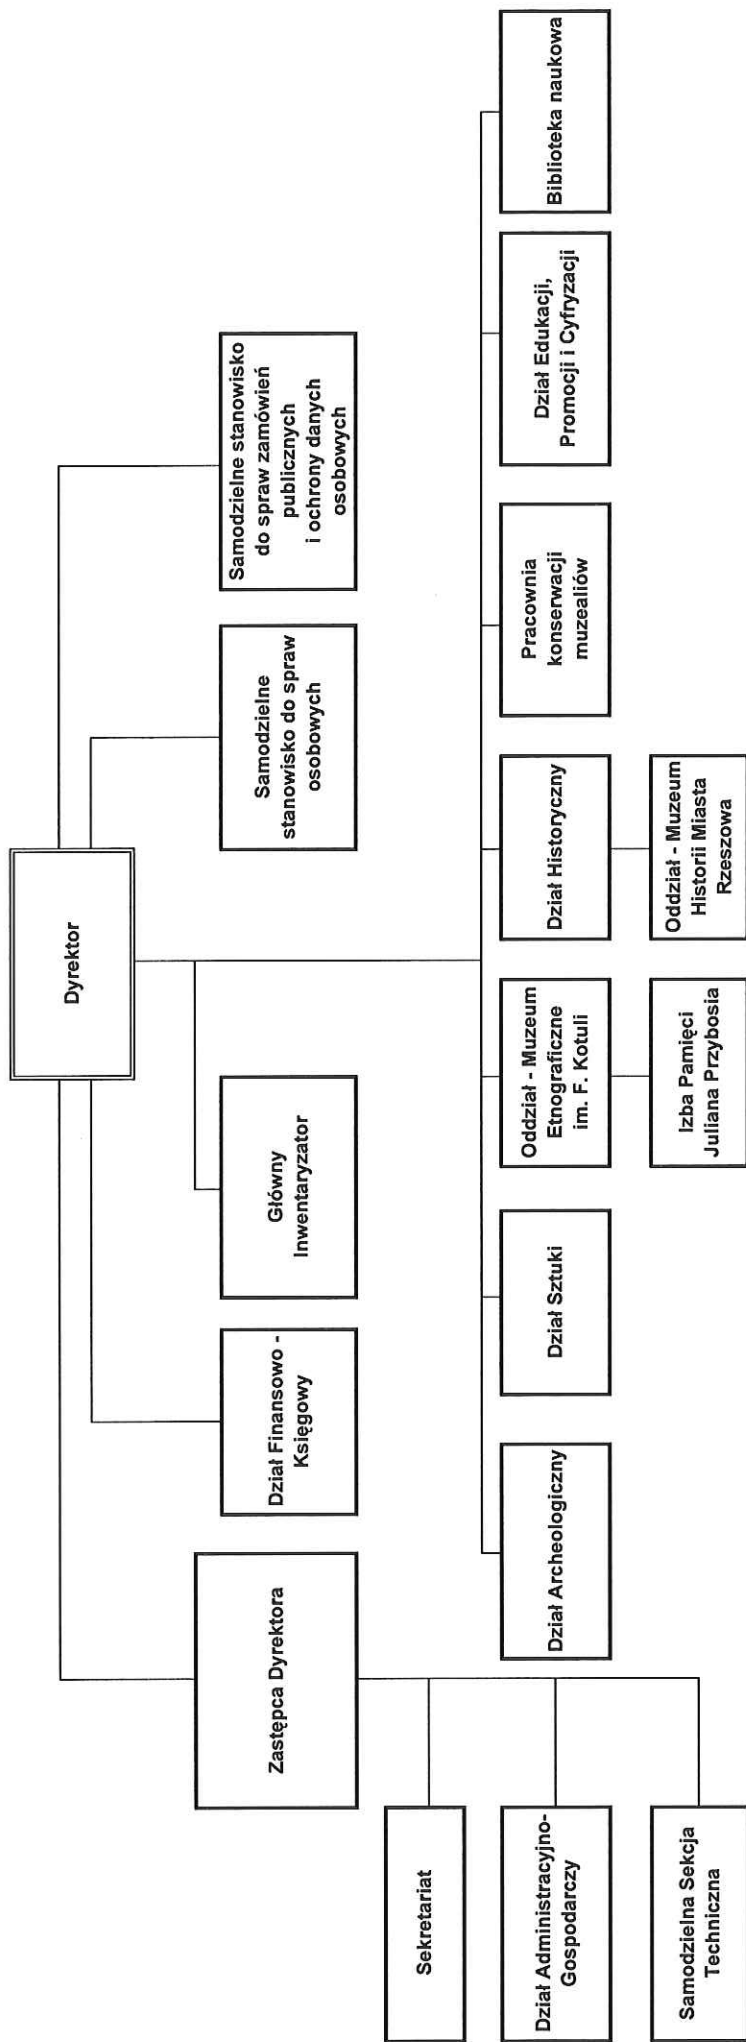 Dyrektor
Zastępca Dyrektora
Dział Finansowo -
Księgowy
Główny
Inwentaryzator
Samodzielne
stanowisko do spraw
osobowych
Samodzielne stanowisko
do spraw zamówień
publicznych
i ochrony danych
osobowych
Sekretariat
Dział Administracyjno-
Gospodarczy
Samodzielna Sekcja
Techniczna
Dział Archeologiczny
Dział Sztuki
Oddział - Muzeum
Etnograficzne
im. F. Kotuli
Dział Historyczny
Pracownia
konserwacji
muzealiów
Dział Edukacji,
Promocji i Cyfryzacji
Biblioteka naukowa
Izba Pamięci
Juliana Przybosia
Oddział - Muzeum
Historii Miasta
Rzeszowa